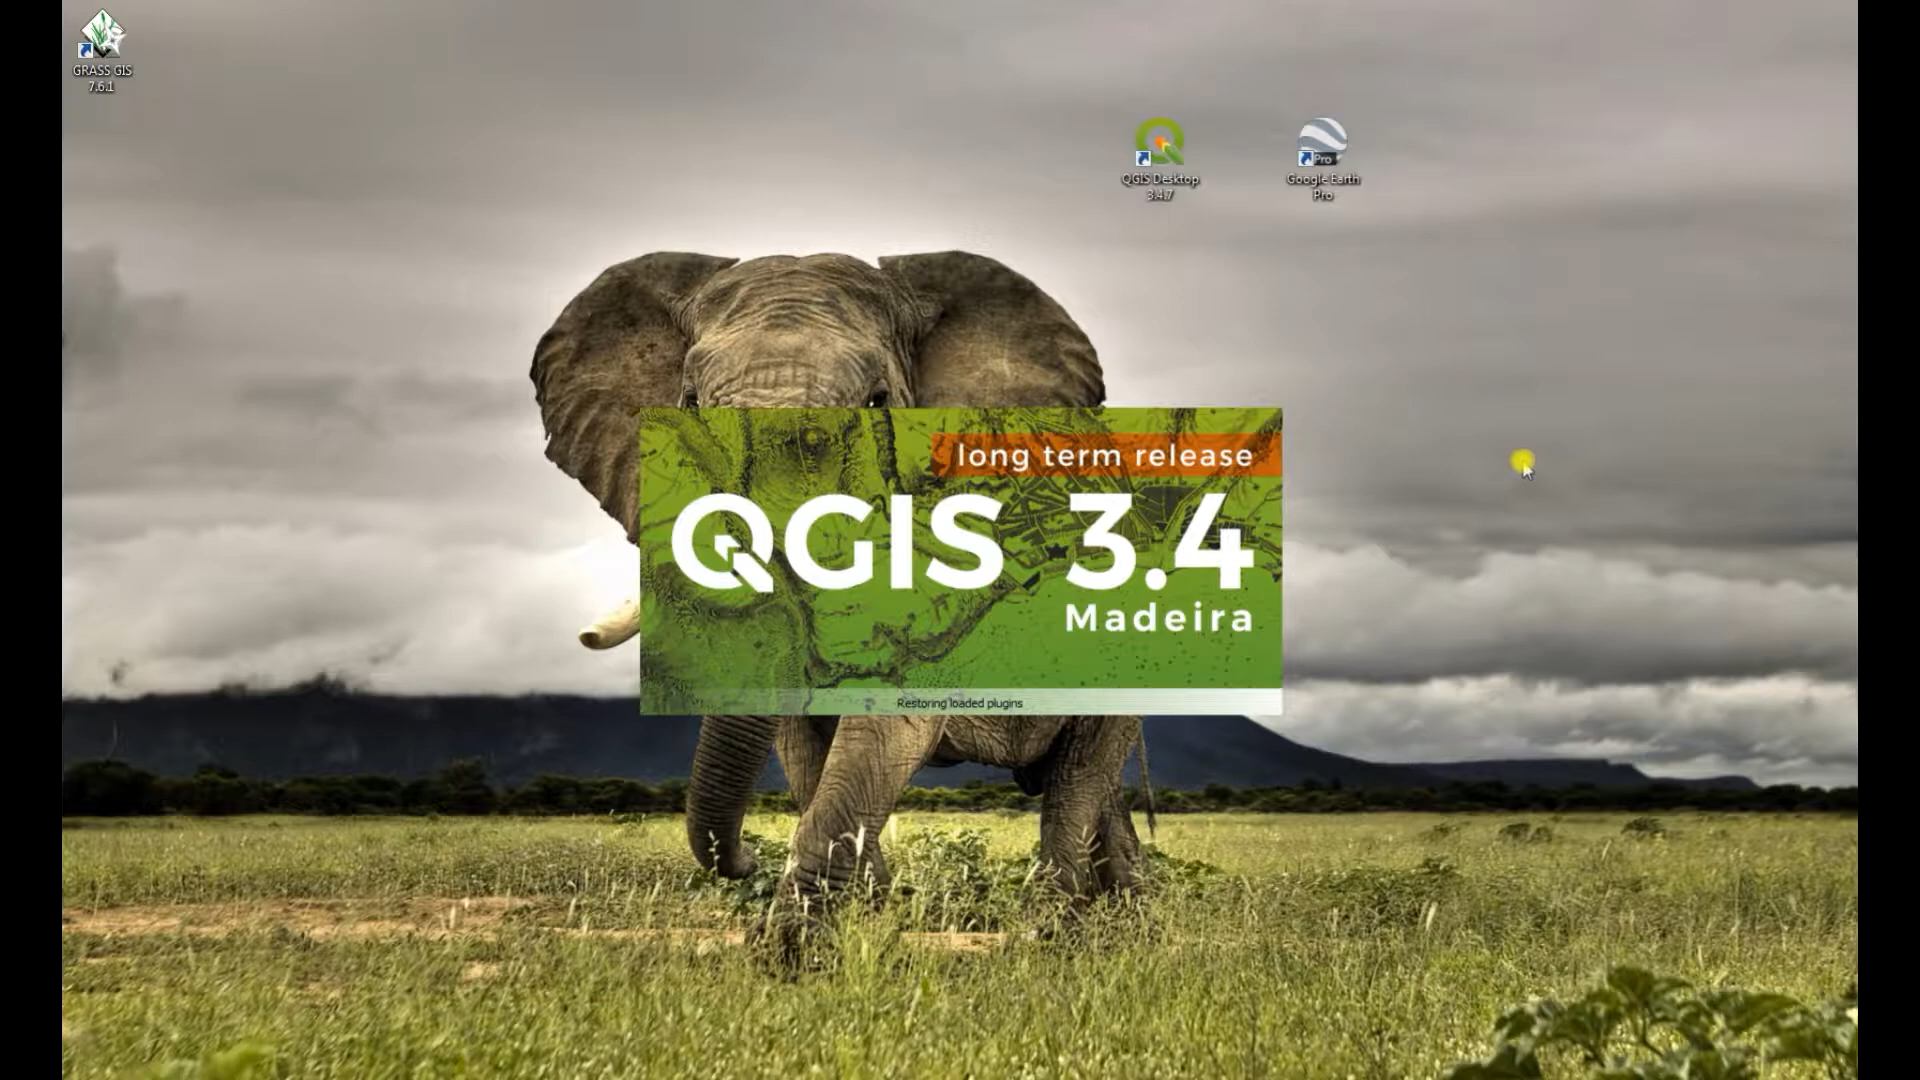 GRASS GIS
7.6.1
QGIS Desktop
3.4.7
Pro
Google Earth
Pro
long term release
QGIS 3.4
Madeira
Restoring loaded plugins